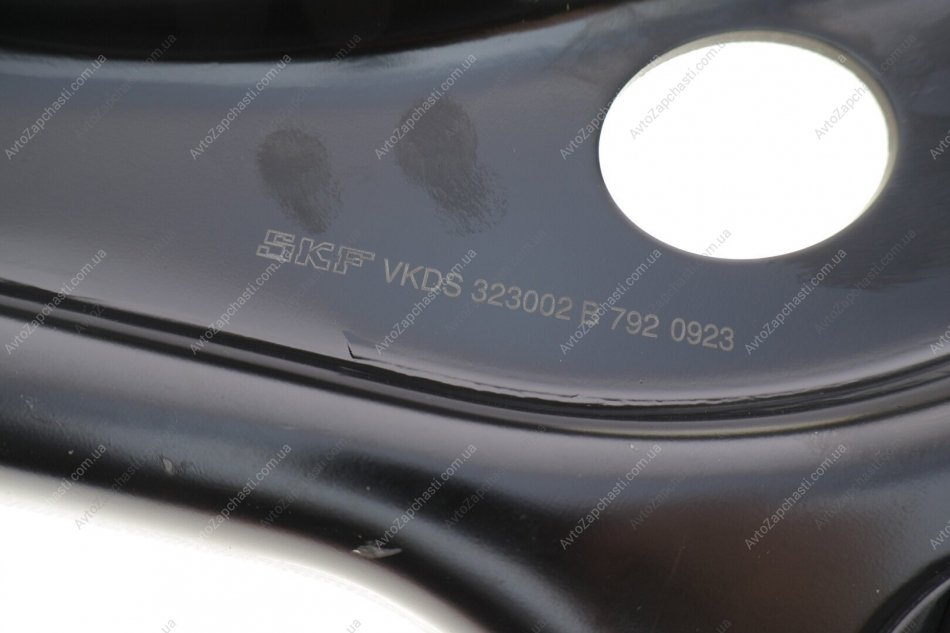 SKF VKDS 323002 B 792 0923
AvtoZapchasti.com.ua